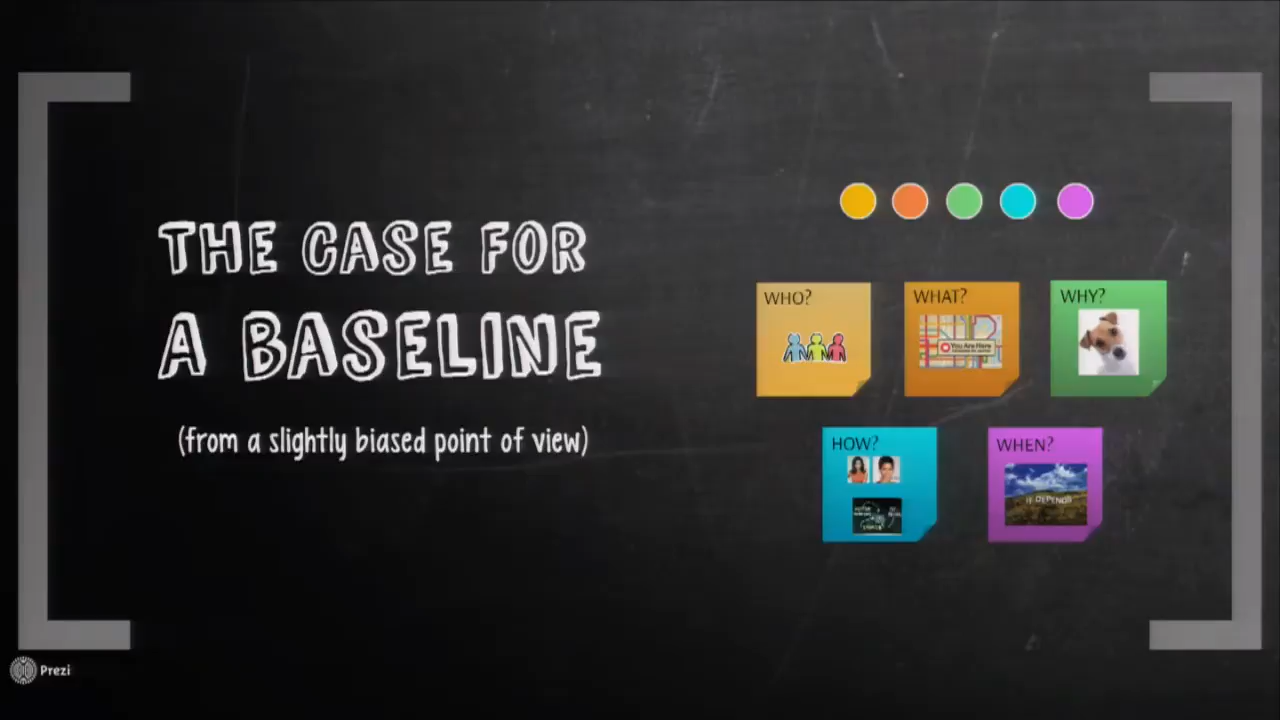 THE CASE FOR
A BASELINE
(from a slightly biased point of view)
WHO?
WHAT?
You Are Here
WHY?
HOW?
WHEN?
IT DEPENDS
Prezi